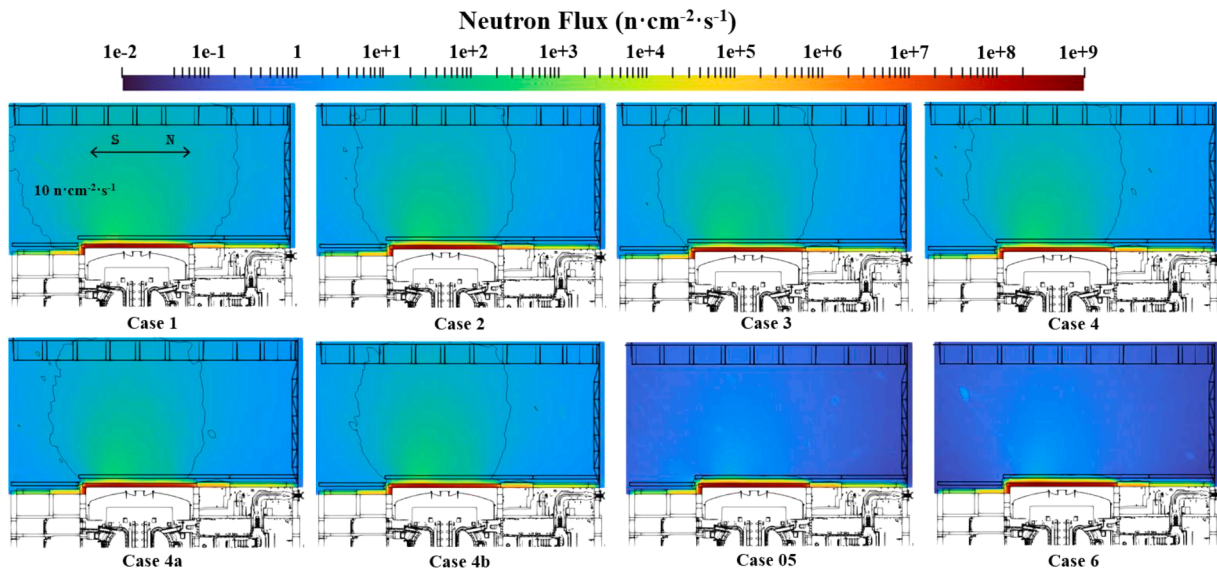 Neutron Flux (n·cm⁻²·s⁻¹)
1e-2 1e-1 1 1e+1 1e+2 1e+3 1e+4 1e+5 1e+6 1e+7 1e+8 1e+9
S N
10 n·cm⁻²·s⁻¹
Case 1 Case 2 Case 3 Case 4
Case 4a Case 4b Case 05 Case 6